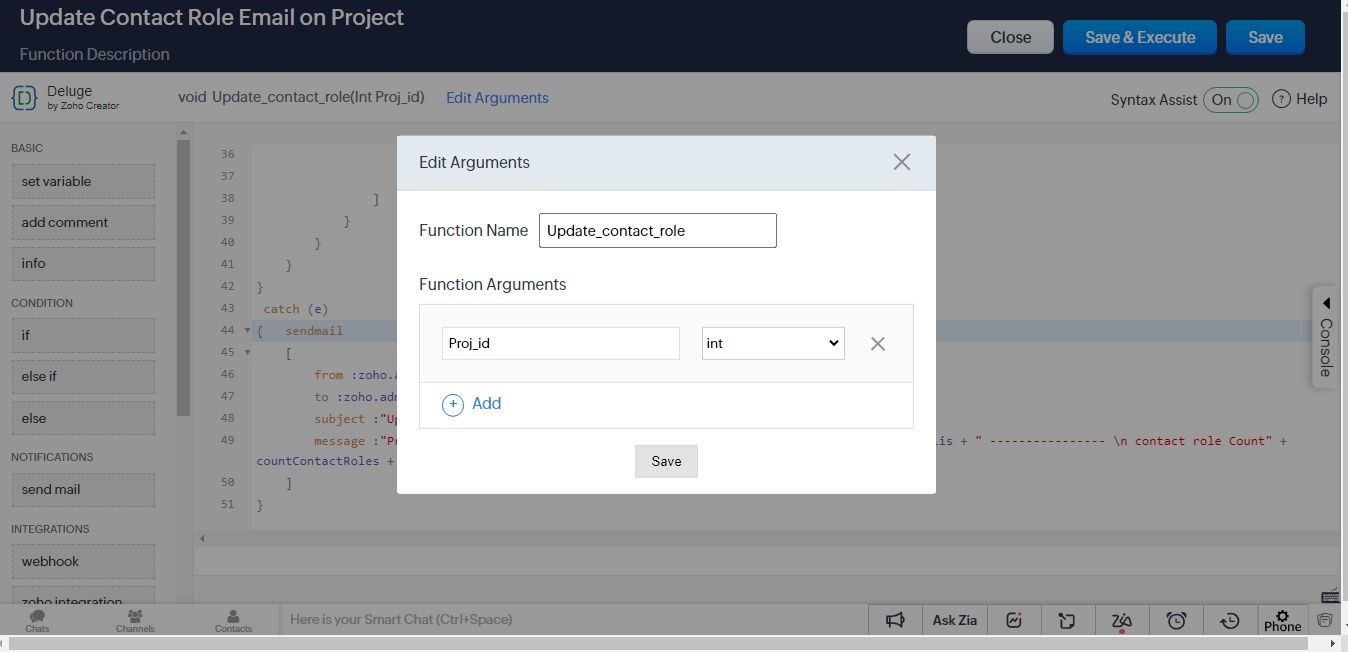 Update Contact Role Email on Project
Function Description
Close
Save & Execute
Save
Deluge
by Zoho Creator
void Update_contact_role(Int Proj_id)
Edit Arguments
Syntax Assist
On
? Help
BASIC
set variable
add comment
info
CONDITION
if
else if
else
NOTIFICATIONS
send mail
INTEGRATIONS
webhook
zoho integration
36
37
38 ]
39 }
40 }
41 }
42 }
43 catch (e)
44 { sendmail
45 [
46 from :zoho.
47 to :zoho.
48 subject :"
49 message :" is + " ---------------- \n contact role Count" +
countContactRoles +
50 ]
51 }
Edit Arguments
Function Name
Update_contact_role
Function Arguments
Proj_id
int
+ Add
Save
Console
Chats
Channels
Contacts
Here is your Smart Chat (Ctrl+Space)
Ask Zia
Phone